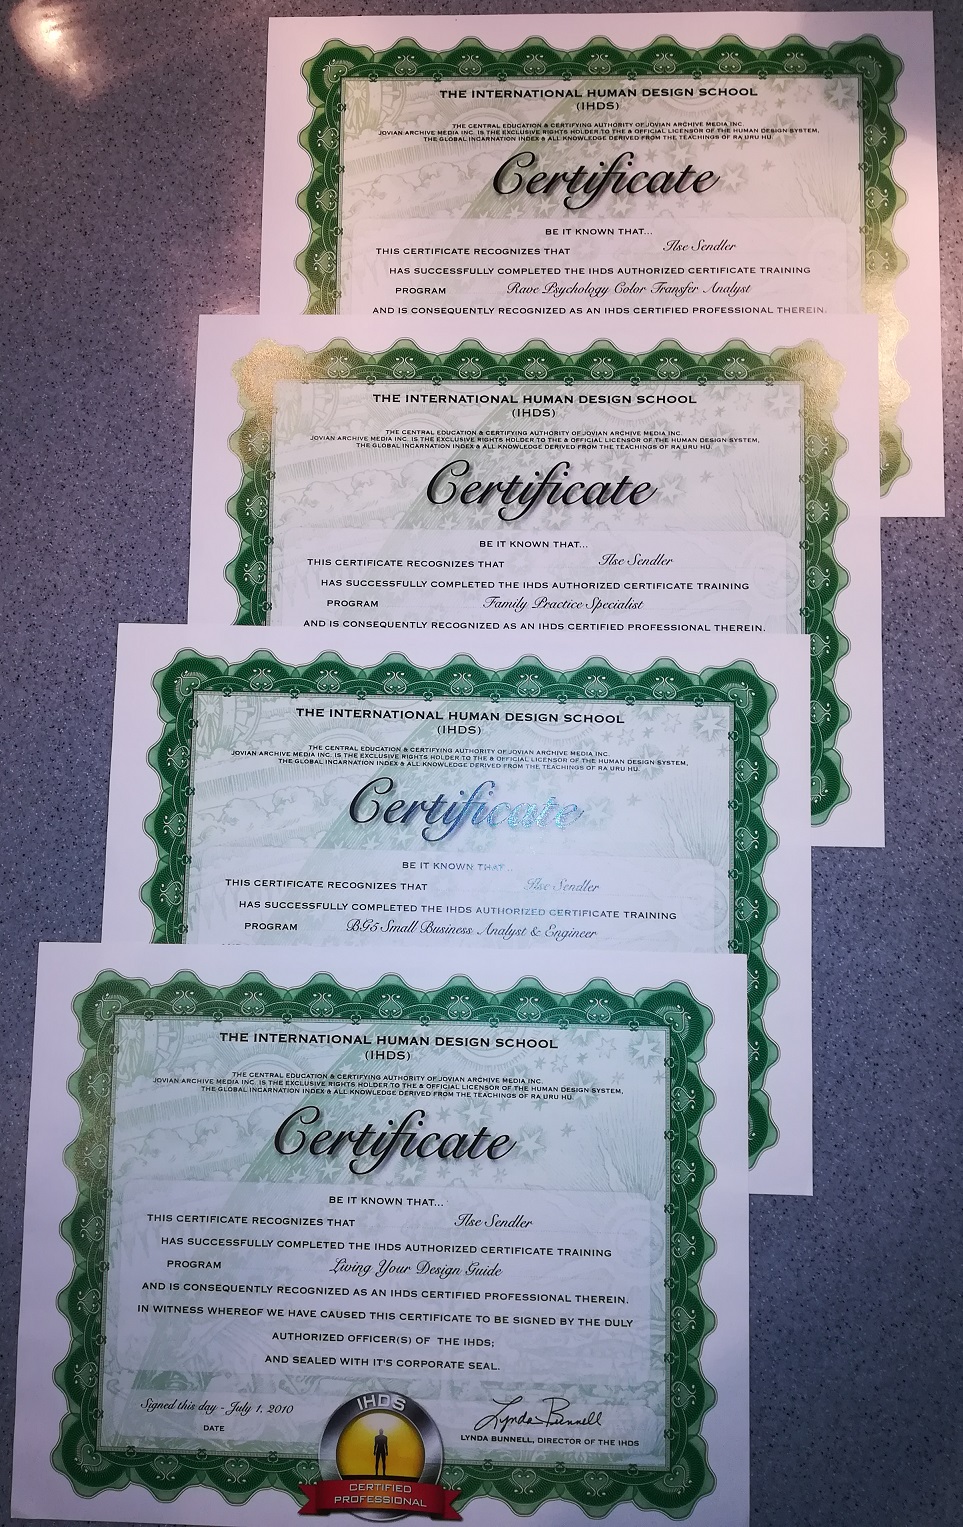 THE INTERNATIONAL HUMAN DESIGN SCHOOL
(IHDS)
THE CENTRAL EDUCATION & CERTIFYING AUTHORITY OF JOVIAN ARCHIVE MEDIA INC.
JOVIAN ARCHIVE MEDIA INC. IS THE EXCLUSIVE RIGHTS HOLDER TO THE & OFFICIAL LICENSOR OF THE HUMAN DESIGN SYSTEM,
THE GLOBAL INCARNATION INDEX & ALL KNOWLEDGE DERIVED FROM THE TEACHINGS OF RA URU HU.
Certificate
BE IT KNOWN THAT...
THIS CERTIFICATE RECOGNIZES THAT Ilse Sendler
HAS SUCCESSFULLY COMPLETED THE IHDS AUTHORIZED CERTIFICATE TRAINING
PROGRAM Rave Psychology Color Transfer Analyst
AND IS CONSEQUENTLY RECOGNIZED AS AN IHDS CERTIFIED PROFESSIONAL THEREIN.
THE INTERNATIONAL HUMAN DESIGN SCHOOL
(IHDS)
THE CENTRAL EDUCATION & CERTIFYING AUTHORITY OF JOVIAN ARCHIVE MEDIA INC.
JOVIAN ARCHIVE MEDIA INC. IS THE EXCLUSIVE RIGHTS HOLDER TO THE & OFFICIAL LICENSOR OF THE HUMAN DESIGN SYSTEM,
THE GLOBAL INCARNATION INDEX & ALL KNOWLEDGE DERIVED FROM THE TEACHINGS OF RA URU HU.
Certificate
BE IT KNOWN THAT...
THIS CERTIFICATE RECOGNIZES THAT Ilse Sendler
HAS SUCCESSFULLY COMPLETED THE IHDS AUTHORIZED CERTIFICATE TRAINING
PROGRAM Family Practice Specialist
AND IS CONSEQUENTLY RECOGNIZED AS AN IHDS CERTIFIED PROFESSIONAL THEREIN.
THE INTERNATIONAL HUMAN DESIGN SCHOOL
(IHDS)
THE CENTRAL EDUCATION & CERTIFYING AUTHORITY OF JOVIAN ARCHIVE MEDIA INC.
JOVIAN ARCHIVE MEDIA INC. IS THE EXCLUSIVE RIGHTS HOLDER TO THE & OFFICIAL LICENSOR OF THE HUMAN DESIGN SYSTEM,
THE GLOBAL INCARNATION INDEX & ALL KNOWLEDGE DERIVED FROM THE TEACHINGS OF RA URU HU.
Certificate
BE IT KNOWN THAT...
THIS CERTIFICATE RECOGNIZES THAT Ilse Sendler
HAS SUCCESSFULLY COMPLETED THE IHDS AUTHORIZED CERTIFICATE TRAINING
PROGRAM BG5 Small Business Analyst & Engineer
THE INTERNATIONAL HUMAN DESIGN SCHOOL
(IHDS)
THE CENTRAL EDUCATION & CERTIFYING AUTHORITY OF JOVIAN ARCHIVE MEDIA INC.
JOVIAN ARCHIVE MEDIA INC. IS THE EXCLUSIVE RIGHTS HOLDER TO THE & OFFICIAL LICENSOR OF THE HUMAN DESIGN SYSTEM,
THE GLOBAL INCARNATION INDEX & ALL KNOWLEDGE DERIVED FROM THE TEACHINGS OF RA URU HU.
Certificate
BE IT KNOWN THAT...
THIS CERTIFICATE RECOGNIZES THAT Ilse Sendler
HAS SUCCESSFULLY COMPLETED THE IHDS AUTHORIZED CERTIFICATE TRAINING
PROGRAM Living Your Design Guide
AND IS CONSEQUENTLY RECOGNIZED AS AN IHDS CERTIFIED PROFESSIONAL THEREIN.
IN WITNESS WHEREOF WE HAVE CAUSED THIS CERTIFICATE TO BE SIGNED BY THE DULY
AUTHORIZED OFFICER(S) OF THE IHDS;
AND SEALED WITH IT'S CORPORATE SEAL.
Signed this day - July 1, 2010
DATE
IHDS
CERTIFIED
PROFESSIONAL
Lynda Bunnell
LYNDA BUNNELL, DIRECTOR OF THE IHDS